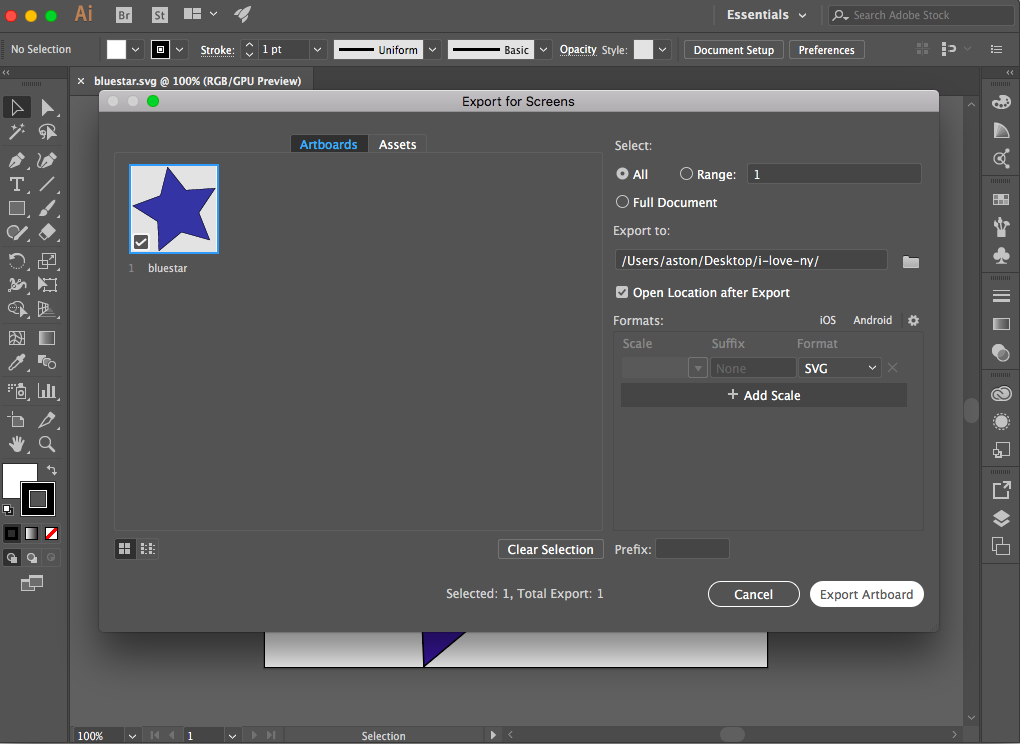 Ai Br St Essentials Search Adobe Stock
No Selection Stroke: 1 pt Uniform Basic Opacity Style: Document Setup Preferences
× bluestar.svg @ 100% (RGB/GPU Preview)
Export for Screens
Artboards Assets
Select:
All Range: 1
Full Document
1 bluestar
Export to:
/Users/aston/Desktop/i-love-ny/
Open Location after Export
Formats: iOS Android
Scale Suffix Format
None SVG
+ Add Scale
Clear Selection Prefix:
Selected: 1, Total Export: 1
Cancel Export Artboard
100% 1 Selection